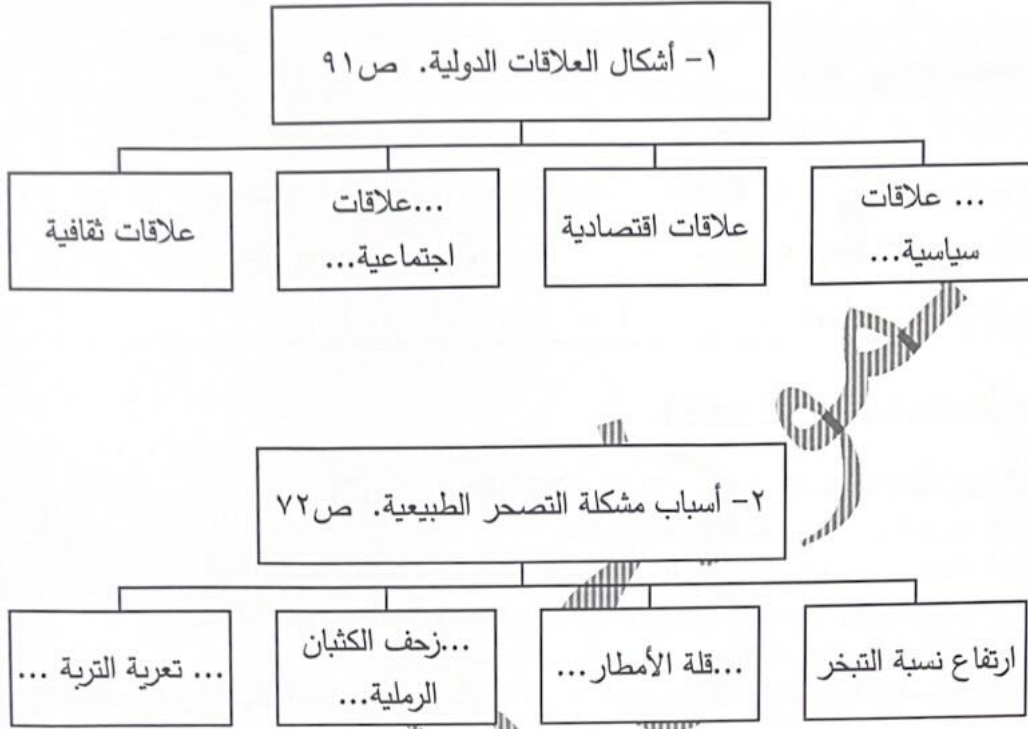 ١- أشكال العلاقات الدولية. ص٩١
... علاقات
سياسية...
علاقات اقتصادية
...علاقات
اجتماعية...
علاقات ثقافية
٢- أسباب مشكلة التصحر الطبيعية. ص٧٢
ارتفاع نسبة التبخر
...قلة الأمطار...
...زحف الكثبان
الرملية...
... تعرية التربة ...